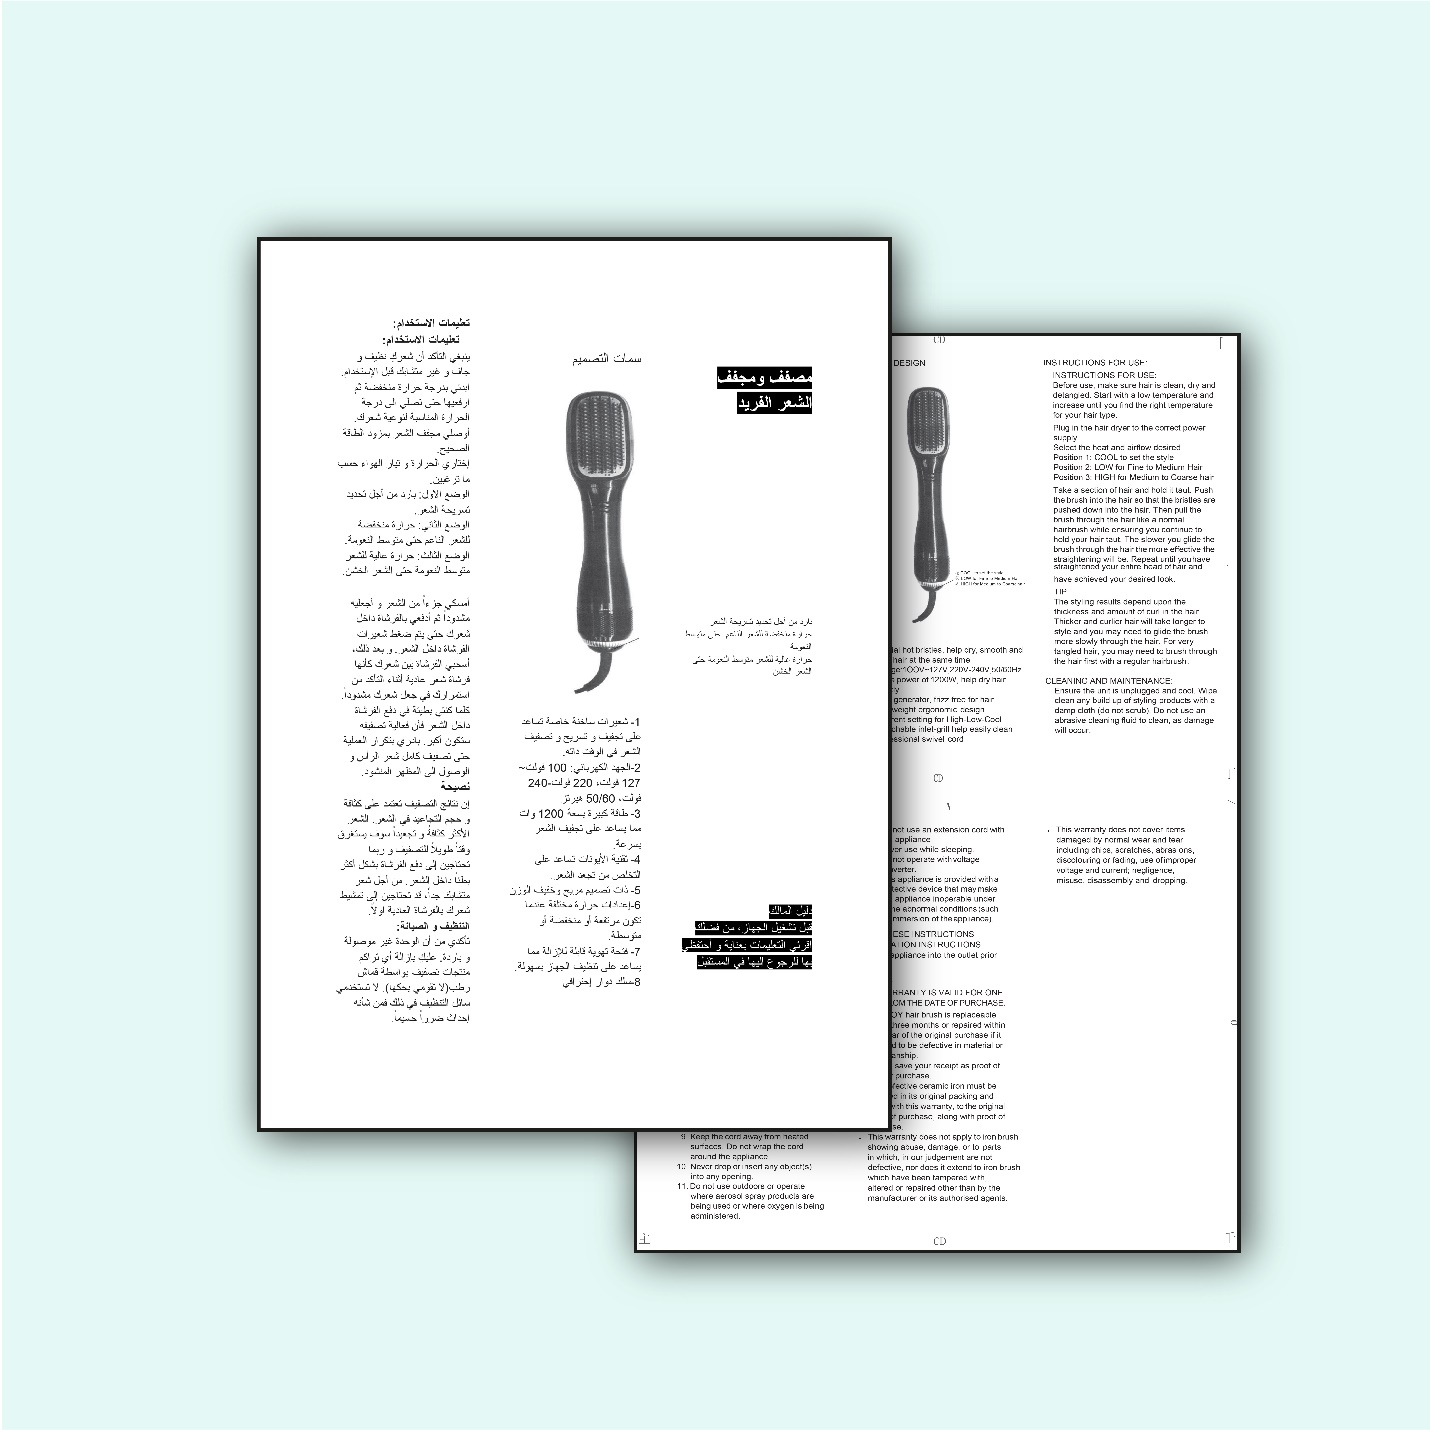 مصفف ومجفف
الشعر الفريد
بارد من أجل تحديد تسريحة الشعر
حرارة منخفضة للشعر الناعم حتى متوسط
النعومة
حرارة عالية للشعر متوسط النعومة حتى
الشعر الخشن
دليل المالك
قبل تشغيل الجهاز، من فضلك
اقرئي التعليمات بعناية و احتفظي
بها للرجوع اليها في المستقبل
سمات التصميم
1- شعيرات ساخنة خاصة تساعد
على تجفيف و تسريح و تصفيف
الشعر في الوقت ذاته.
2-الجهد الكهربائي: 100 فولت~
127 فولت، 220 فولت-240
فولت، 50/60 هيرتز
3- طاقة كبيرة بسعة 1200 وات
مما يساعد على تجفيف الشعر
بسرعة.
4- تقنية الأيونات تساعد على
التخلص من تجعد الشعر.
5- ذات تصميم مريح وخفيف الوزن
6-إعدادات حرارة مختلفة عندما
تكون مرتفعة أو منخفضة أو
متوسطة.
7- فتحة تهوية قابلة للإزالة مما
يساعد على تنظيف الجهاز بسهولة.
8-سلك دوار إحترافي
تعليمات الاستخدام:
تعليمات الاستخدام:
ينبغي التأكد أن شعرك نظيف و
جاف و غير متشابك قبل الاستخدام.
ابدئي بدرجة حرارة منخفضة ثم
ارفعيها حتى تصلي الى درجة
الحرارة المناسبة لنوعية شعرك.
أوصلي مجفف الشعر بمزود الطاقة
الصحيح.
إختاري الحرارة و تيار الهواء حسب
ما ترغبين.
الوضع الأول: بارد من أجل تحديد
تسريحة الشعر.
الوضع الثاني: حرارة منخفضة
للشعر الناعم حتى متوسط النعومة.
الوضع الثالث: حرارة عالية للشعر
متوسط النعومة حتى الشعر الخشن.
أمسكي جزءاً من الشعر و أجعليه
مشدوداً ثم أدفعي بالفرشاة داخل
شعرك حتى يتم ضغط شعيرات
الفرشاة داخل الشعر. و بعد ذلك،
أسحبي الفرشاة بين شعرك كأنها
فرشاة شعر عادية أثناء التأكد من
استمرارك في جعل شعرك مشدوداً.
كلما كنتي بطيئة في دفع الفرشاة
داخل الشعر فأن فعالية تصفيفه
ستكون أكبر. باشري بتكرار العملية
حتى تصفيف كامل شعر الرأس و
الوصول الى المظهر المنشود.
نصيحة
إن نتائج التصفيف تعتمد على كثافة
و حجم التجاعيد في الشعر. الشعر
الأكثر كثافةً و تجعيداً سوف يستغرق
وقتاً طويلاً للتصفيف و ربما
تحتاجين إلى دفع الفرشاة بشكل أكثر
بطئاً داخل الشعر. من أجل شعر
متشابك جداً، قد تحتاجين إلى تمشيط
شعرك بالفرشاة العادية اولا.
التنظيف و الصيانة:
تأكدي من أن الوحدة غير موصولة
و باردة. عليك بإزالة أي تراكم
منتجات تصفيف بواسطة قماش
رطب(لا تقومي بحكها). لا تستخدمي
سائل التنظيف في ذلك فمن شأنه
إحداث ضرراً جسيماً.
CD
DESIGN
COOL to set the style
LOW for Fine to Medium Hair
HIGH for Medium to Coarse hair
hot bristles, help dry, smooth and
hair at the same time
100V~127V,220V-240V,50/60Hz
power of 1200W, help dry hair
generator, frizz free for hair
weight ergonomic design
setting for High-Low-Cool
inlet-grill help easily clean
swivel cord
INSTRUCTIONS FOR USE:
INSTRUCTIONS FOR USE:
Before use, make sure hair is clean, dry and
detangled. Start with a low temperature and
increase until you find the right temperature
for your hair type.
Plug in the hair dryer to the correct power
supply
Select the heat and airflow desired
Position 1: COOL to set the style
Position 2: LOW for Fine to Medium Hair
Position 3: HIGH for Medium to Coarse hair
Take a section of hair and hold it taut. Push
the brush into the hair so that the bristles are
pushed down into the hair. Then pull the
brush through the hair like a normal
hairbrush while ensuring you continue to
hold your hair taut. The slower you glide the
brush through the hair the more effective the
straightening will be. Repeat until you have
straightened your entire head of hair and
have achieved your desired look.
TIP
The styling results depend upon the
thickness and amount of curl in the hair.
Thicker and curlier hair will take longer to
style and you may need to glide the brush
more slowly through the hair. For very
tangled hair, you may need to brush through
the hair first with a regular hairbrush.
CLEANING AND MAINTENANCE:
Ensure the unit is unplugged and cool. Wipe
clean any build up of styling products with a
damp cloth (do not scrub). Do not use an
abrasive cleaning fluid to clean, as damage
will occur.
CD
9. Keep the cord away from heated
surfaces. Do not wrap the cord
around the appliance
10. Never drop or insert any object(s)
into any opening.
11. Do not use outdoors or operate
where aerosol spray products are
being used or where oxygen is being
administered.
not use an extension cord with
appliance
use while sleeping.
not operate with voltage
appliance is provided with a
device that may make
appliance inoperable under
abnormal conditions (such
immersion of the appliance)
INSTRUCTIONS
INSTRUCTIONS
appliance into the outlet prior
IS VALID FOR ONE
THE DATE OF PURCHASE.
hair brush is replaceable
three months or repaired within
of the original purchase if it
to be defective in material or
save your receipt as proof of
purchase
ceramic iron must be
in its original packing and
with this warranty, to the original
of purchase, along with proof of
• This warranty does not apply to iron brush
showing abuse, damage, or to parts
in which, in our judgement are not
defective, nor does it extend to iron brush
which have been tampered with
altered or repaired other than by the
manufacturer or its authorised agents.
• This warranty does not cover items
damaged by normal wear and tear
including chips, scratches, abrasions,
discolouring or fading, use of improper
voltage and current; negligence,
misuse, disassembly and dropping.
CD